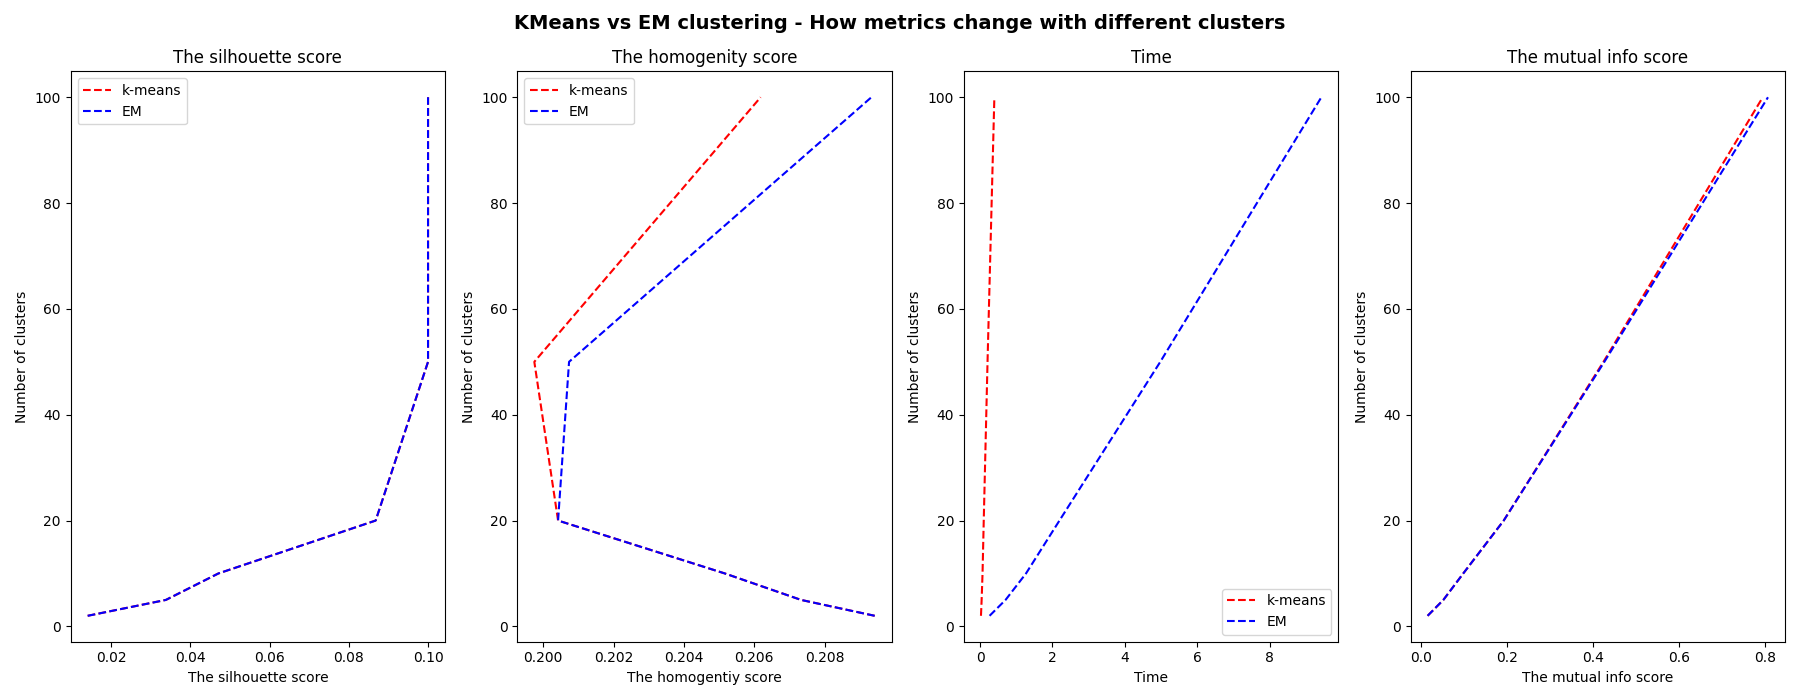 KMeans vs EM clustering - How metrics change with different clusters
The silhouette score
k-means
EM
100
80
60
40
20
0
Number of clusters
0.02 0.04 0.06 0.08 0.10
The silhouette score
The homogenity score
k-means
EM
100
80
60
40
20
0
Number of clusters
0.200 0.202 0.204 0.206 0.208
The homogentiy score
Time
100
80
60
40
20
0
Number of clusters
k-means
EM
0 2 4 6 8
Time
The mutual info score
100
80
60
40
20
0
Number of clusters
0.0 0.2 0.4 0.6 0.8
The mutual info score